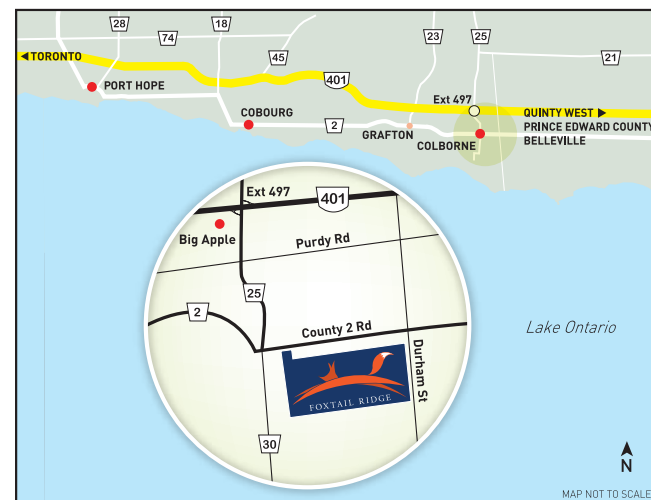 28
18
23
25
74
45
21
◄ TORONTO
401
PORT HOPE
Ext 497
QUINTY WEST ►
PRINCE EDWARD COUNTY
BELLEVILLE
COBOURG
2
GRAFTON
COLBORNE
Ext 497
401
Big Apple
Purdy Rd
25
2
County 2 Rd
Lake Ontario
Durham St
FOXTAIL RIDGE
30
N
MAP NOT TO SCALE